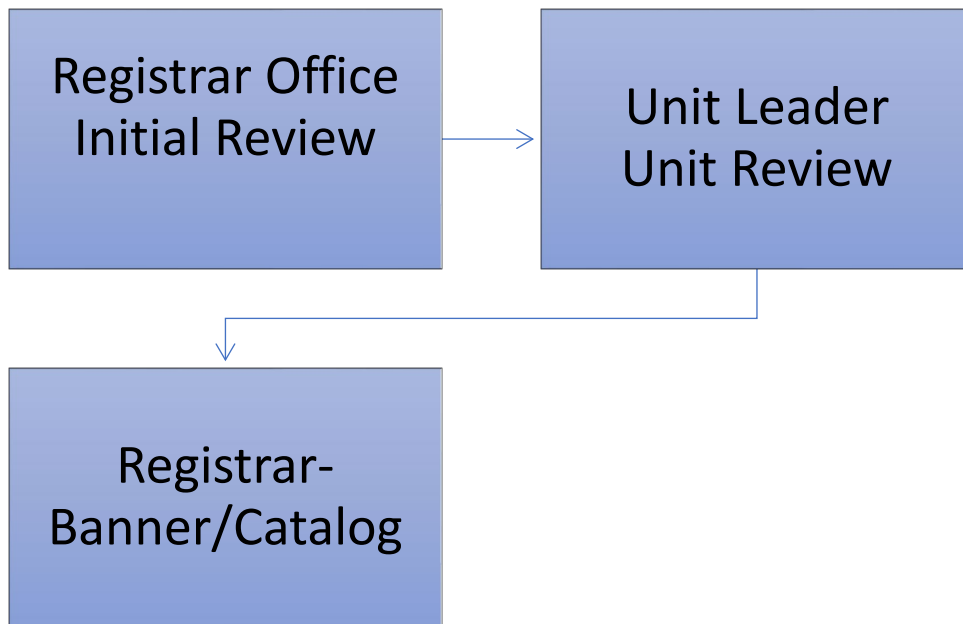 Registrar Office
Initial Review
Unit Leader
Unit Review
Registrar-
Banner/Catalog